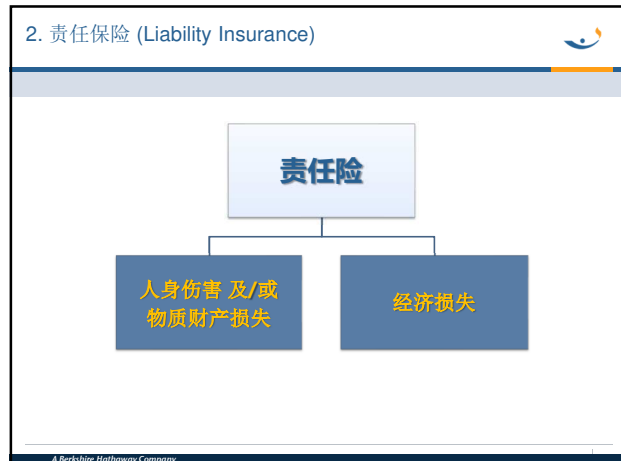 2. 责任保险 (Liability Insurance)
责任险
人身伤害 及/或
物质财产损失
经济损失
A Berkshire Hathaway Company